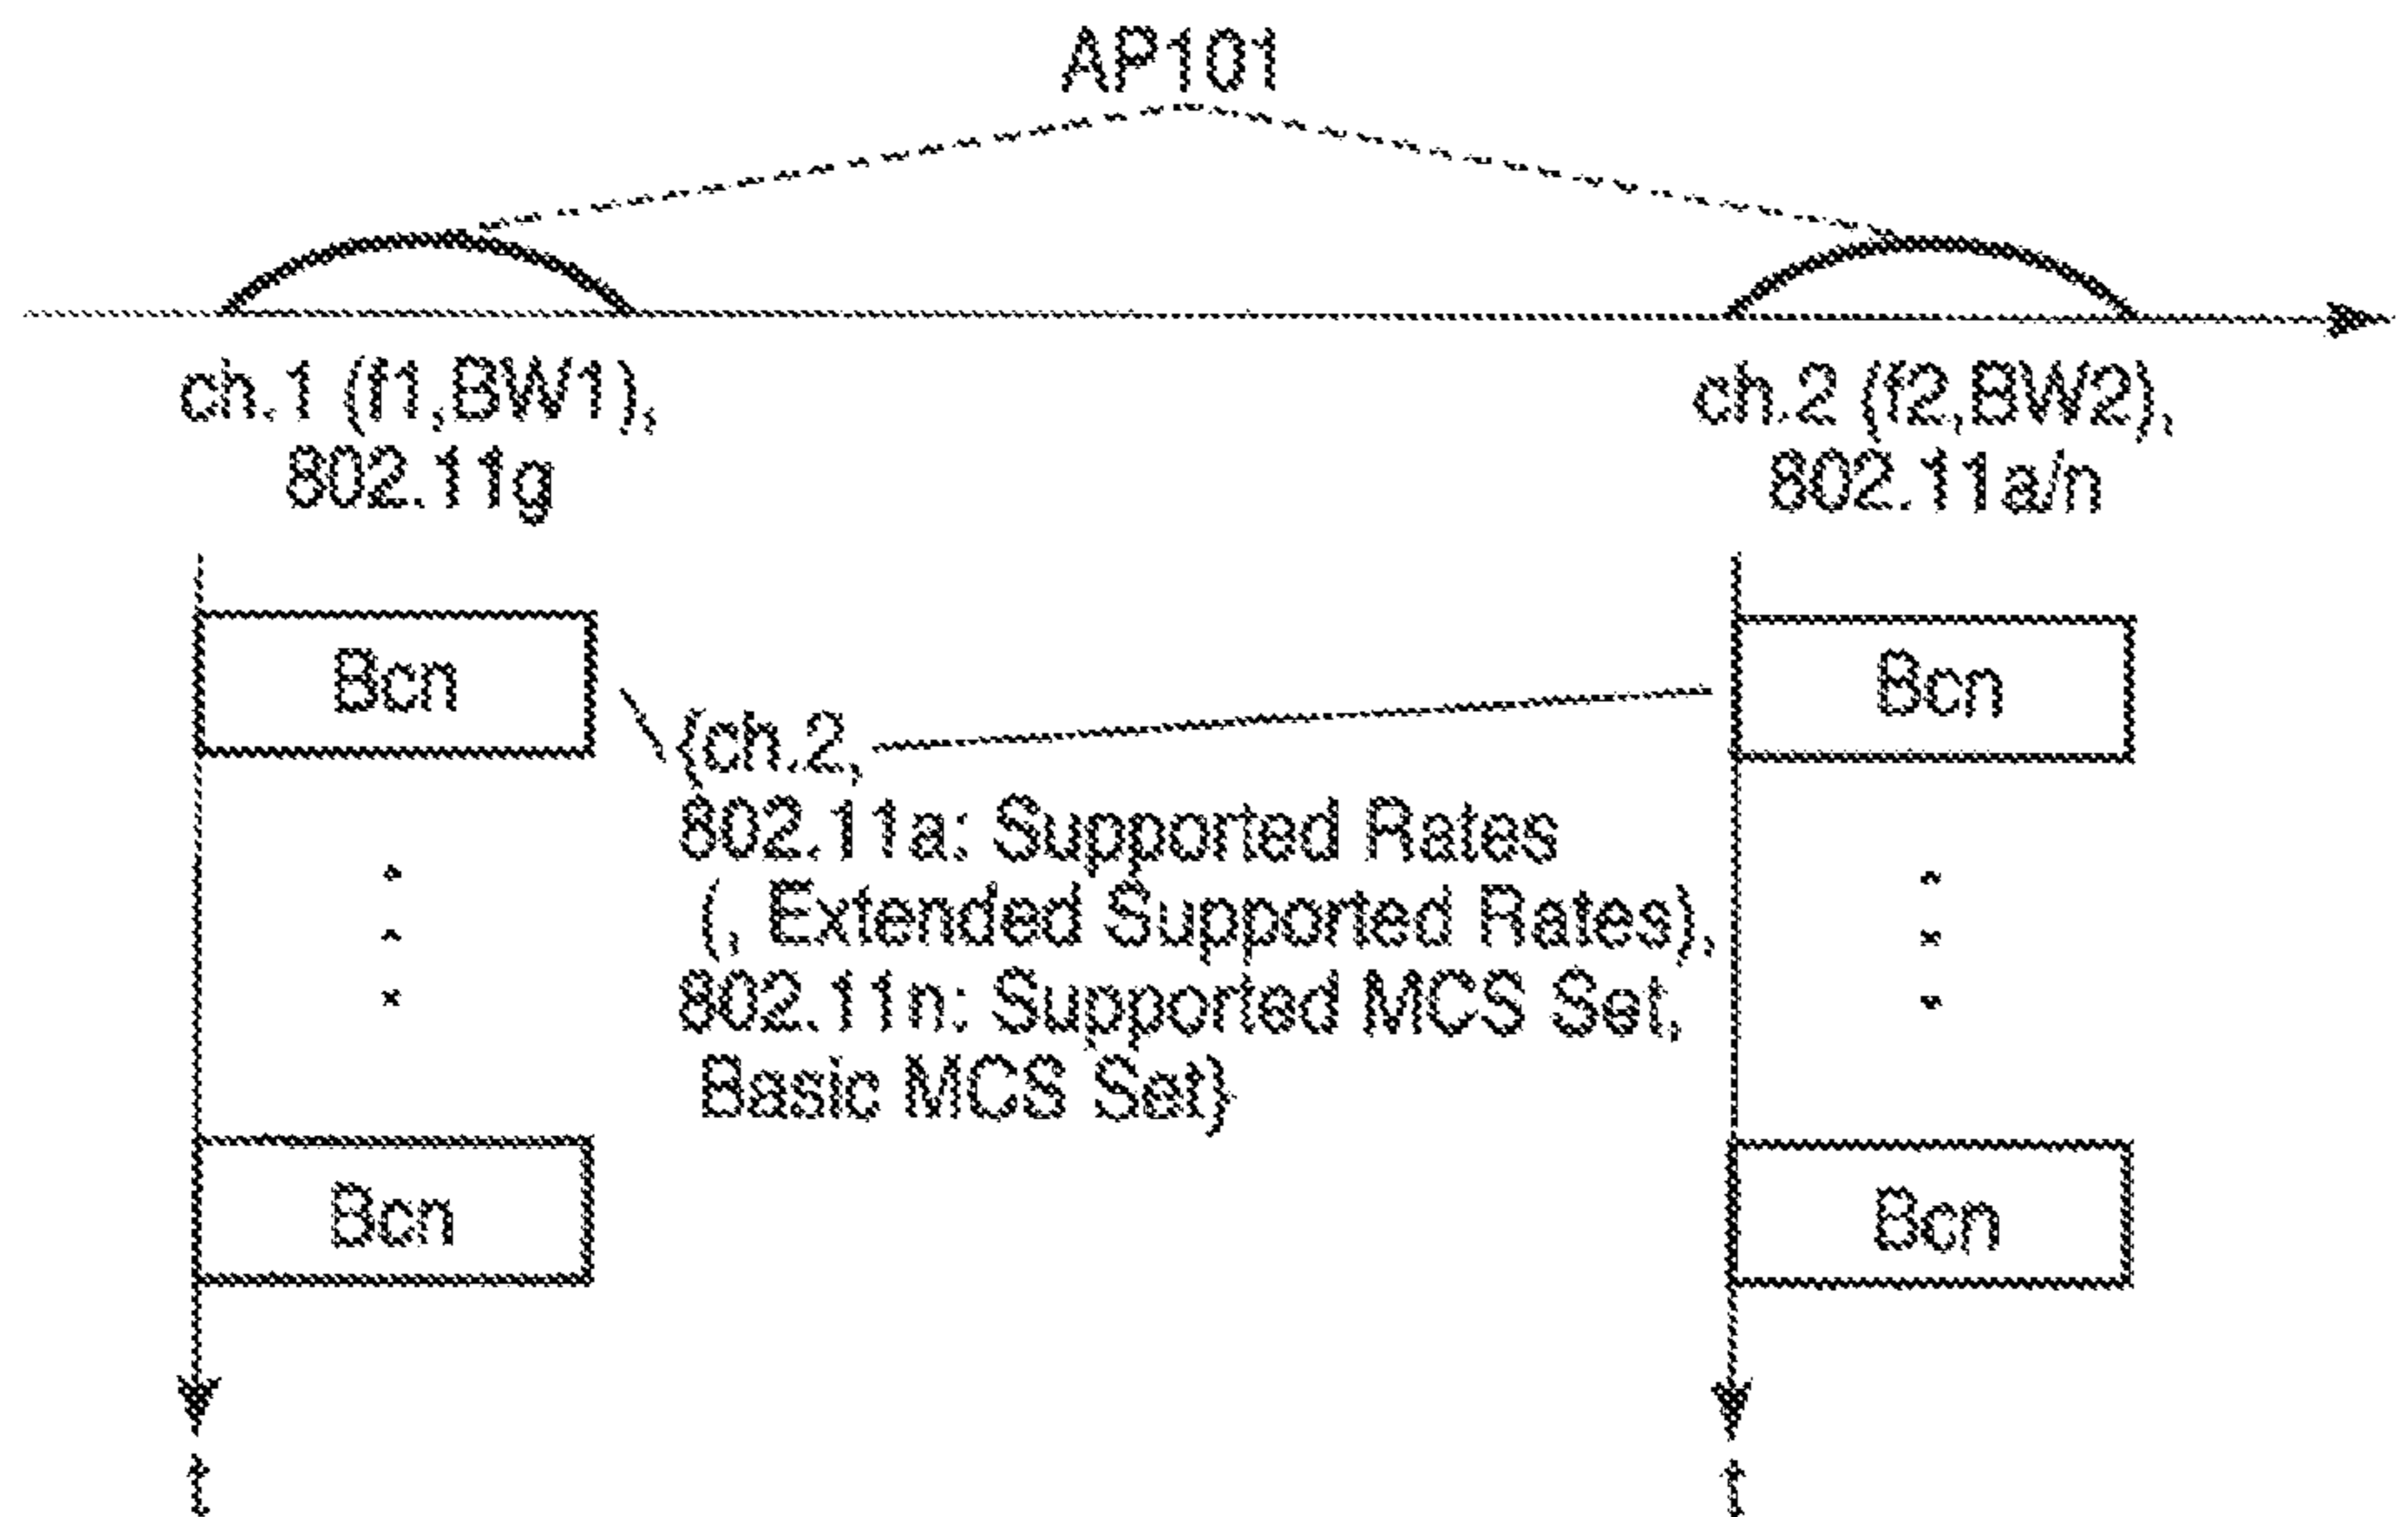 AP101
ch.1 (f1,BW1),
802.11g
ch.2 (f2,BW2),
802.11a/n
Bcn
Bcn
{ch.2,
802.11a: Supported Rates
(, Extended Supported Rates),
802.11n: Supported MCS Set,
Basic MCS Set}
Bcn
Bcn
t
t